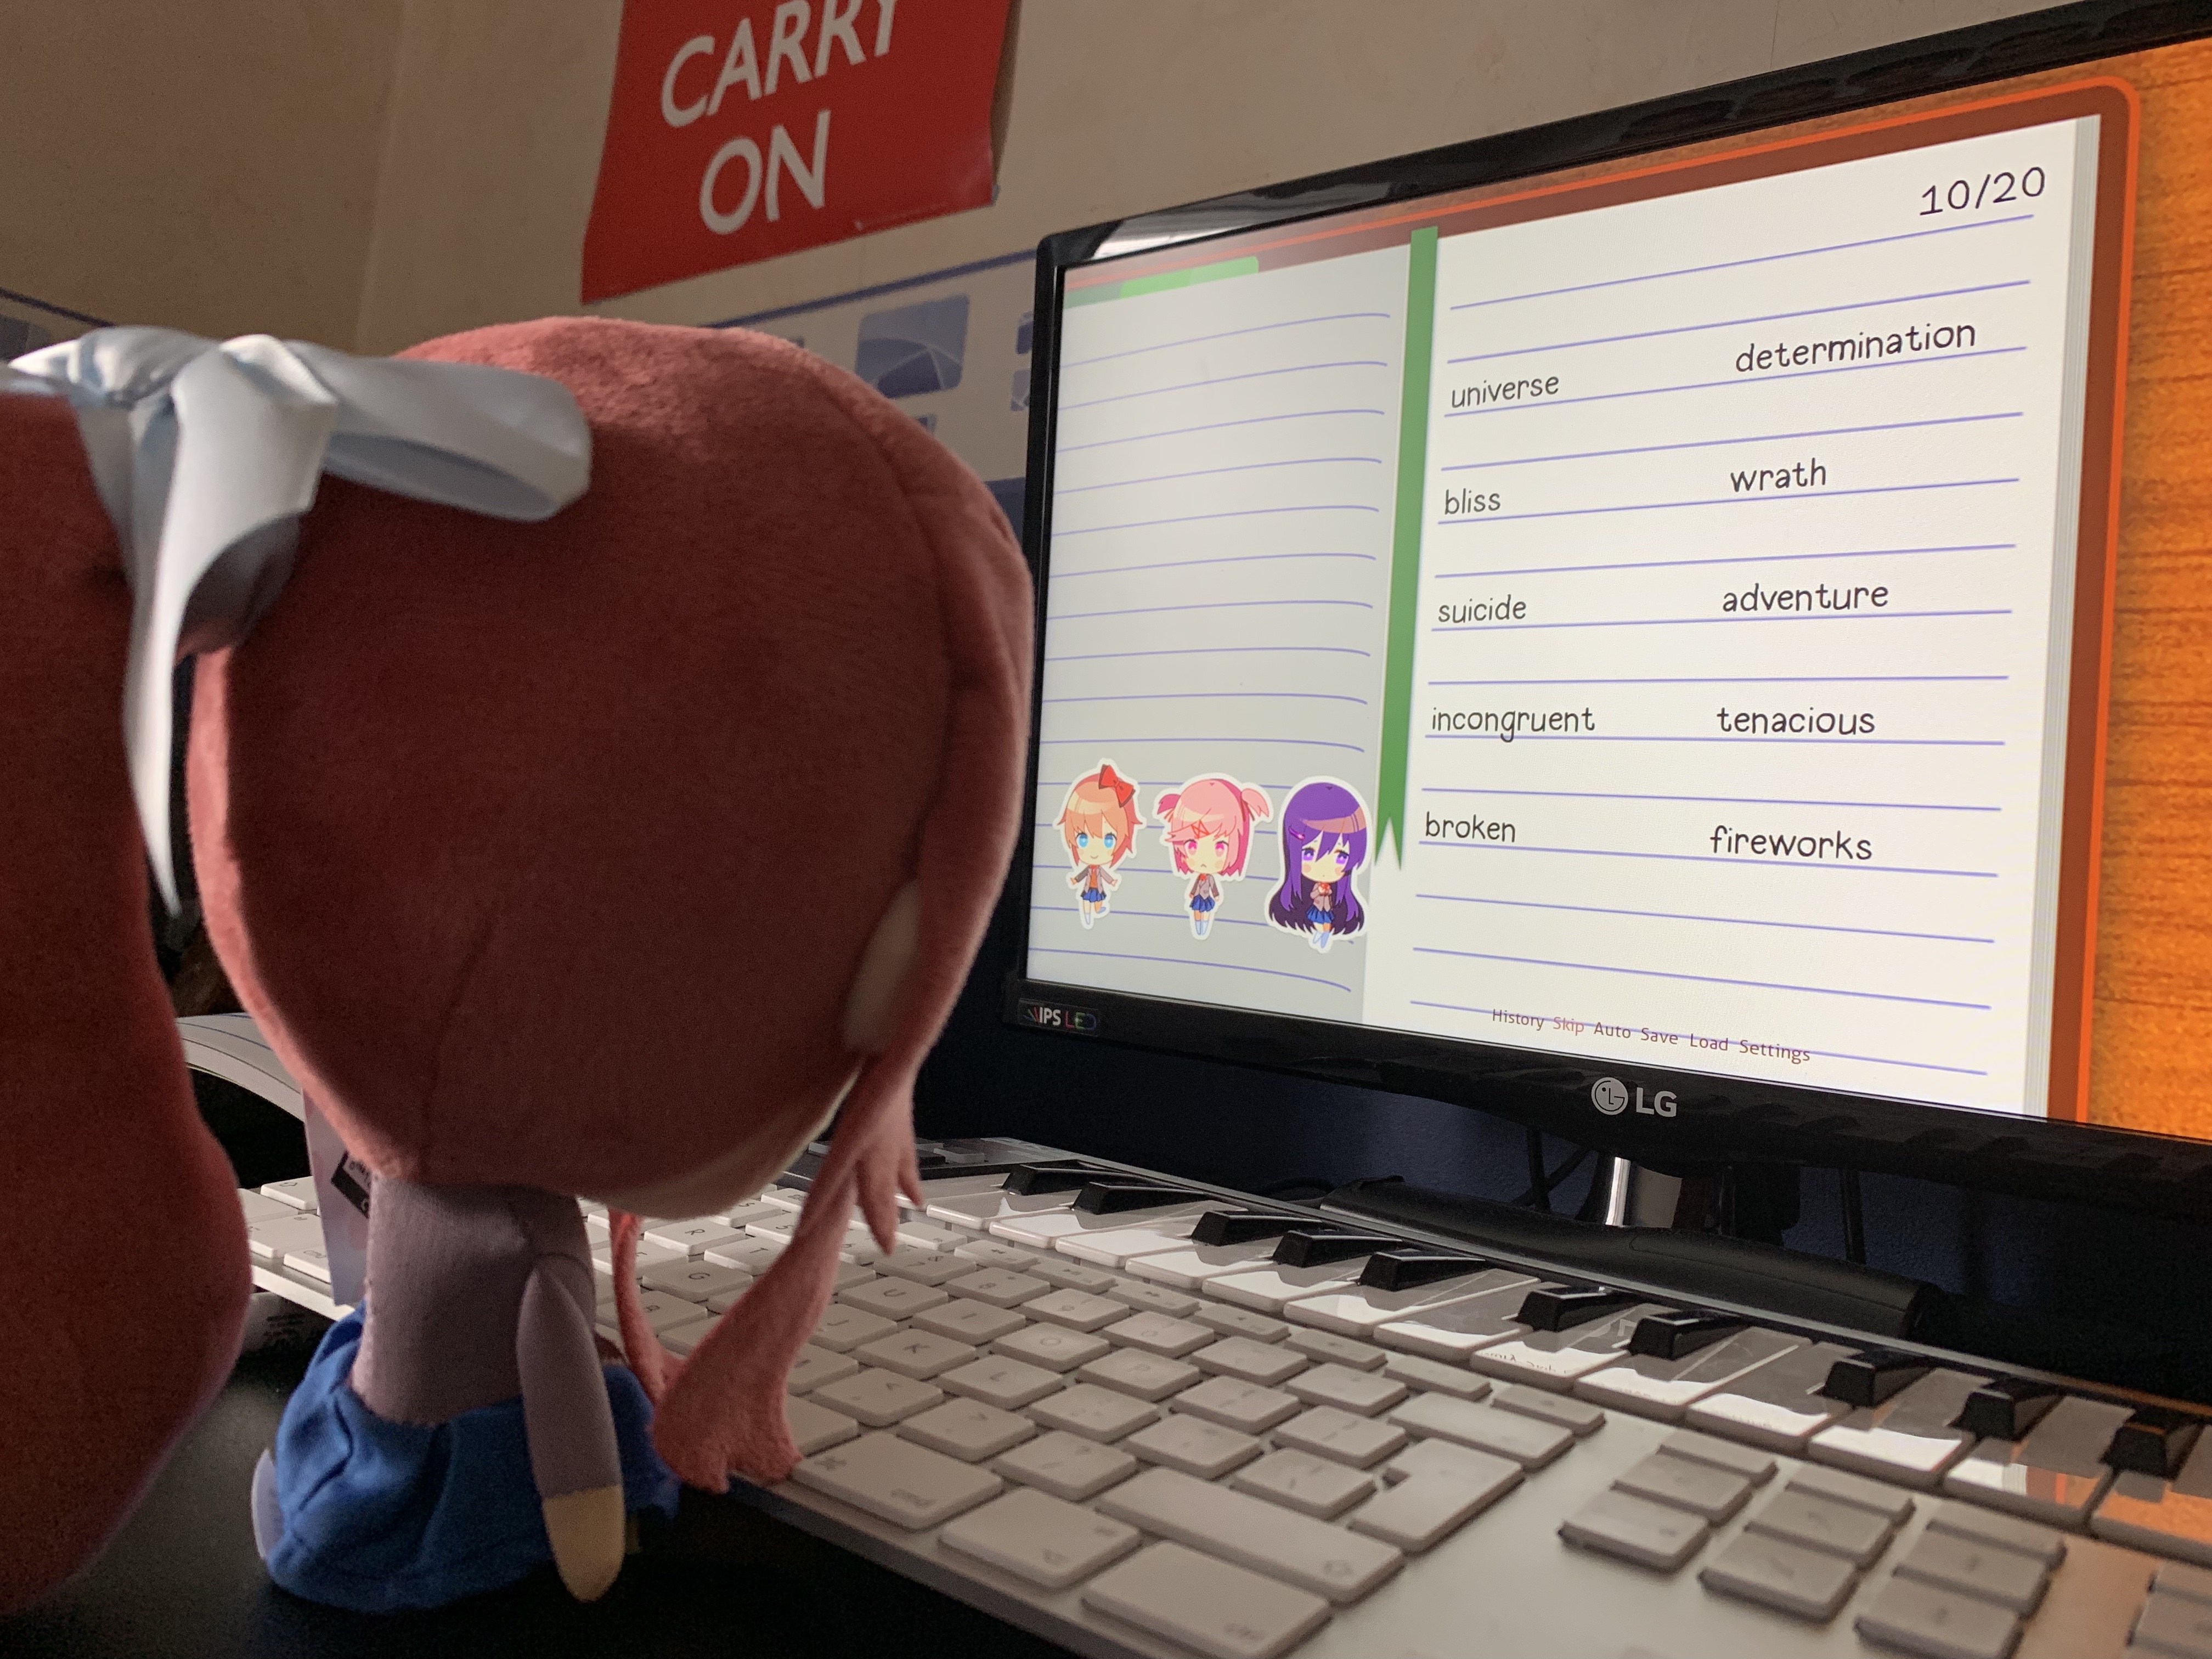 CARRY
ON
10/20
universe determination
bliss wrath
suicide adventure
incongruent tenacious
broken fireworks
History Skip Auto Save Load Settings
IPS LED
LG
R
T
G
U
J
I
K
O
L
P